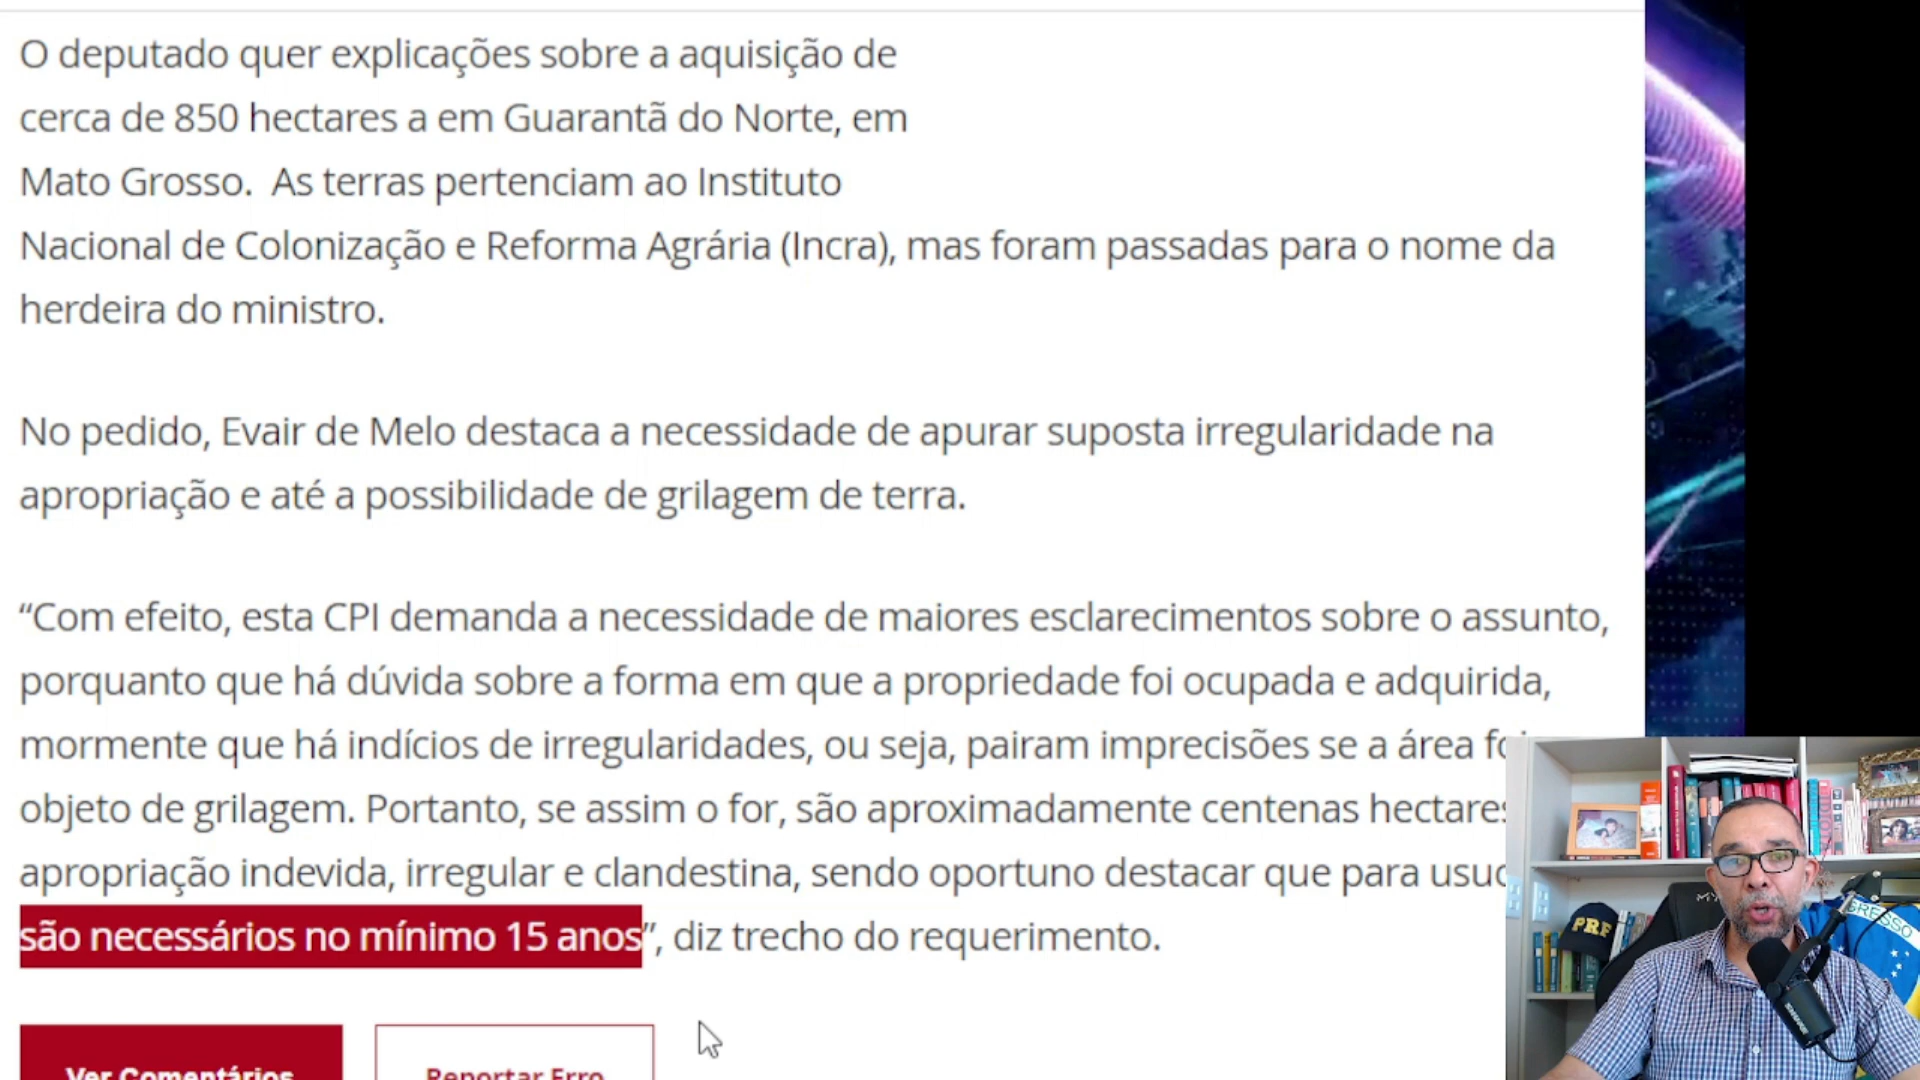 O deputado quer explicações sobre a aquisição de
cerca de 850 hectares a em Guarantã do Norte, em
Mato Grosso.  As terras pertenciam ao Instituto
Nacional de Colonização e Reforma Agrária (Incra), mas foram passadas para o nome da
herdeira do ministro.
No pedido, Evair de Melo destaca a necessidade de apurar suposta irregularidade na
apropriação e até a possibilidade de grilagem de terra.
“Com efeito, esta CPI demanda a necessidade de maiores esclarecimentos sobre o assunto,
porquanto que há dúvida sobre a forma em que a propriedade foi ocupada e adquirida,
mormente que há indícios de irregularidades, ou seja, pairam imprecisões se a área
objeto de grilagem. Portanto, se assim o for, são aproximadamente centenas hectares
apropriação indevida, irregular e clandestina, sendo oportuno destacar que para
são necessários no mínimo 15 anos”, diz trecho do requerimento.
Ver Comentários
Reportar Erro
PRF